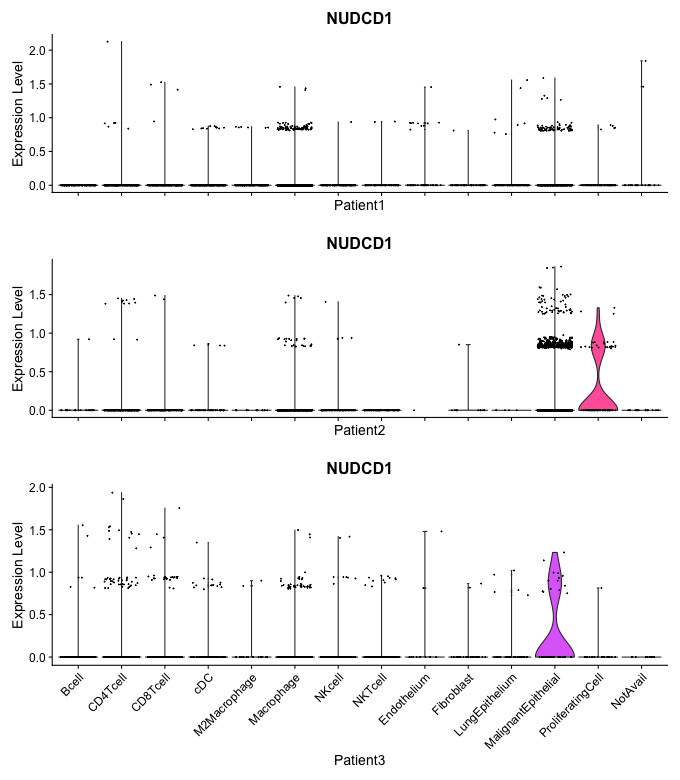 NUDCD1
Expression Level
2.0
1.5
1.0
0.5
0.0
Patient1
NUDCD1
Expression Level
1.5
1.0
0.5
0.0
Patient2
NUDCD1
Expression Level
2.0
1.5
1.0
0.5
0.0
Bcell
CD4Tcell
CD8Tcell
cDC
M2Macrophage
Macrophage
NKcell
NKTcell
Endothelium
Fibroblast
LungEpithelium
MalignantEpithelial
ProliferatingCell
NotAvail
Patient3